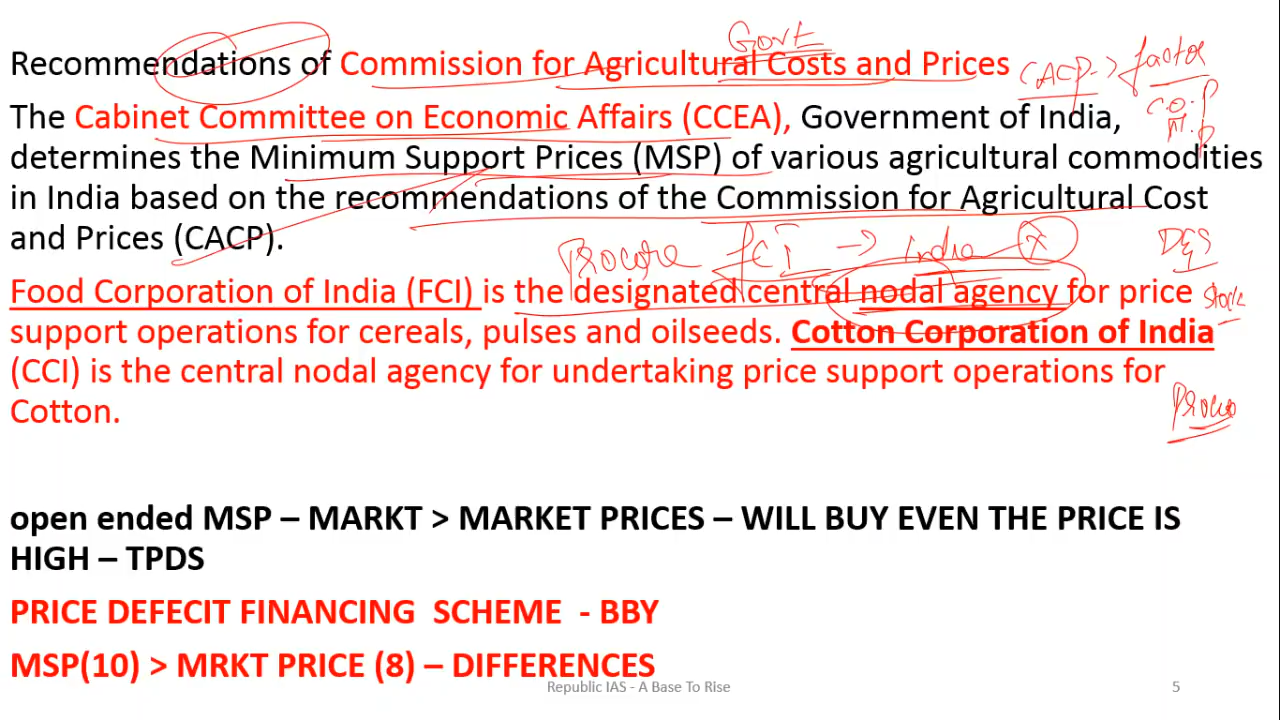 Govt
Recommendations of Commission for Agricultural Costs and Prices
CACP -> factor
The Cabinet Committee on Economic Affairs (CCEA), Government of India,
C.O.P
M.P
determines the Minimum Support Prices (MSP) of various agricultural commodities
in India based on the recommendations of the Commission for Agricultural Cost
and Prices (CACP).
Procure FCI -> India
Food Corporation of India (FCI) is the designated central nodal agency for price
support operations for cereals, pulses and oilseeds. Cotton Corporation of India
(CCI) is the central nodal agency for undertaking price support operations for
Cotton.
open ended MSP – MARKT > MARKET PRICES – WILL BUY EVEN THE PRICE IS
HIGH – TPDS
PRICE DEFECIT FINANCING SCHEME - BBY
MSP(10) > MRKT PRICE (8) – DIFFERENCES
Republic IAS - A Base To Rise
5